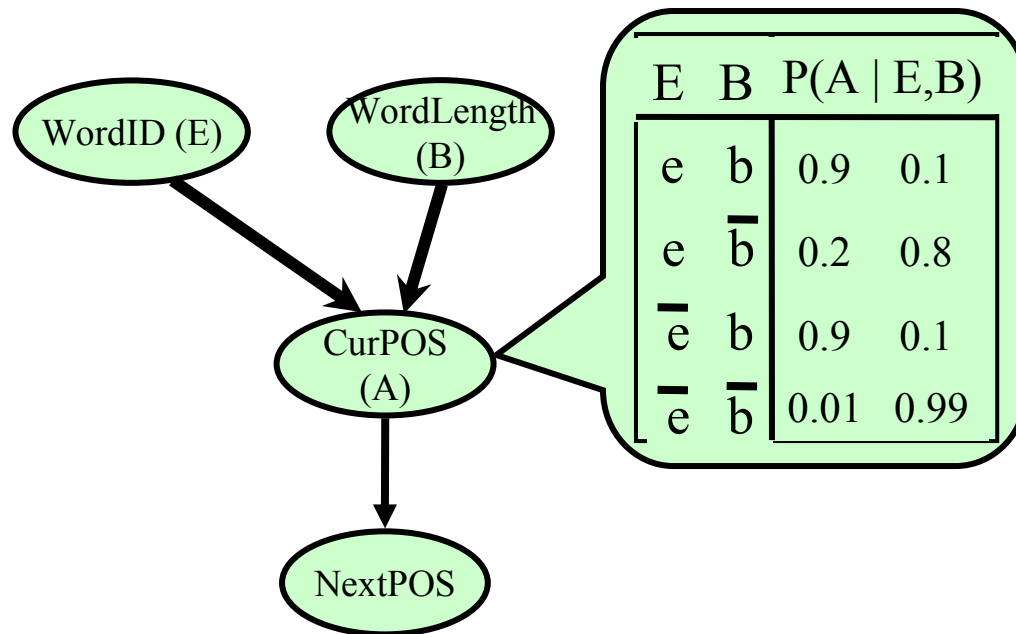 WordID (E)
WordLength
(B)
CurPOS
(A)
NextPOS
E B P(A | E,B)
e b 0.9 0.1
e b̅ 0.2 0.8
e̅ b 0.9 0.1
e̅ b̅ 0.01 0.99